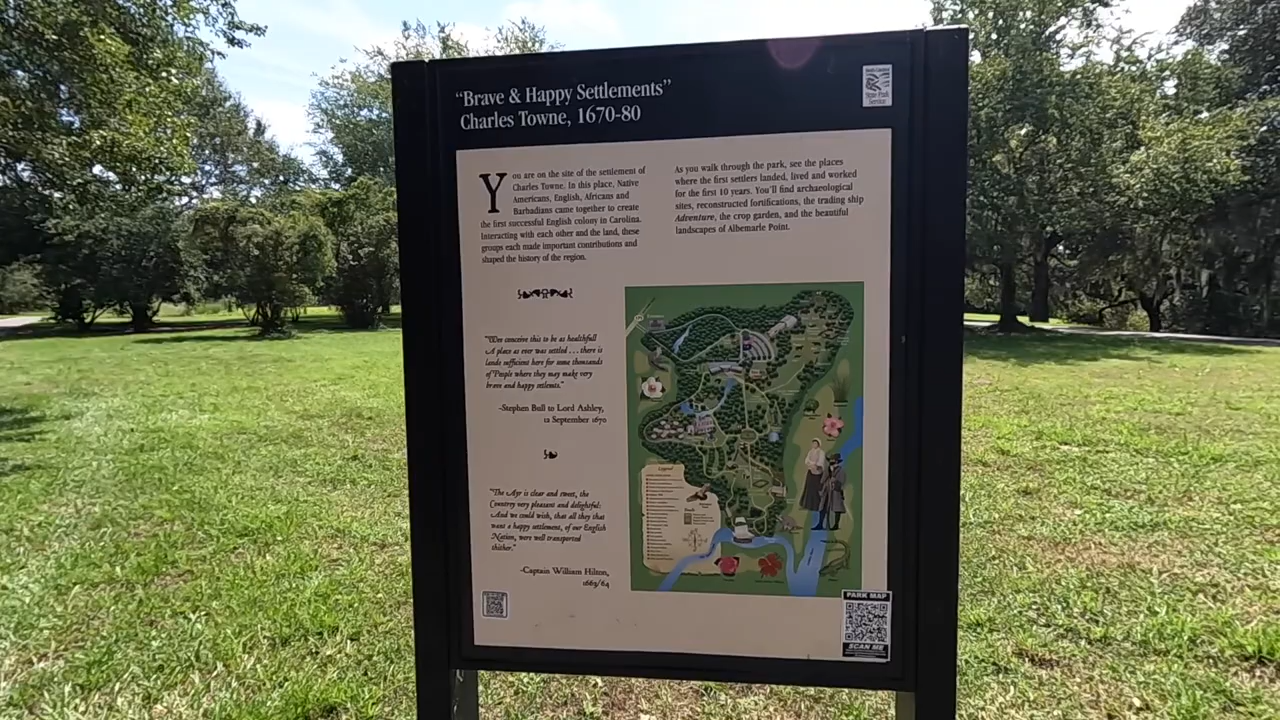 "Brave & Happy Settlements"
Charles Towne, 1670-80
South Carolina
State Park
Service
You are on the site of the settlement of
Charles Towne. In this place, Native
Americans, English, Africans and
Barbadians came together to create
the first successful English colony in Carolina.
Interacting with each other and the land, these
groups each made important contributions and
shaped the history of the region.
As you walk through the park, see the places
where the first settlers landed, lived and worked
for the first 10 years. You'll find archaeological
sites, reconstructed fortifications, the trading ship
Adventure, the crop garden, and the beautiful
landscapes of Albemarle Point.
"Wee conceive this to be as healthfull
A place as ever was settled . . . there is
lands sufficient here for some thousands
of People where they may make very
brave and happy setlemts."
-Stephen Bull to Lord Ashley,
12 September 1670
"The Ayr is clear and sweet, the
Countrey very pleasant and delightful:
And we could wish, that all they that
want a happy settlement, of our English
Nation, were well transported
thither."
-Captain William Hilton,
1663/64
Legend
PARK MAP
SCAN ME